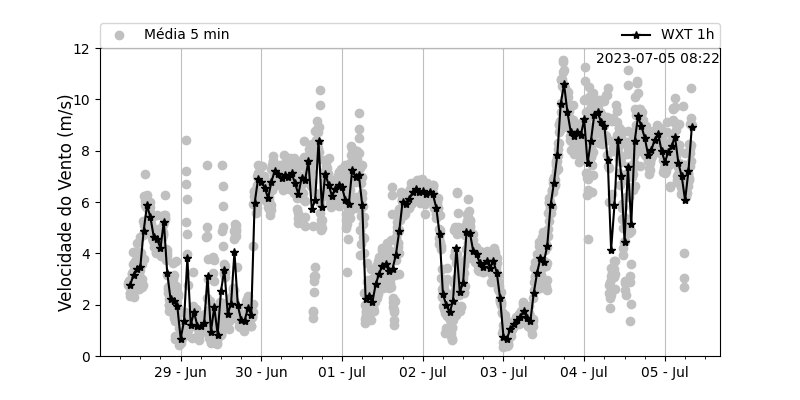 Média 5 min
WXT 1h
2023-07-05 08:22
Velocidade do Vento (m/s)
12
10
8
6
4
2
0
29 - Jun
30 - Jun
01 - Jul
02 - Jul
03 - Jul
04 - Jul
05 - Jul